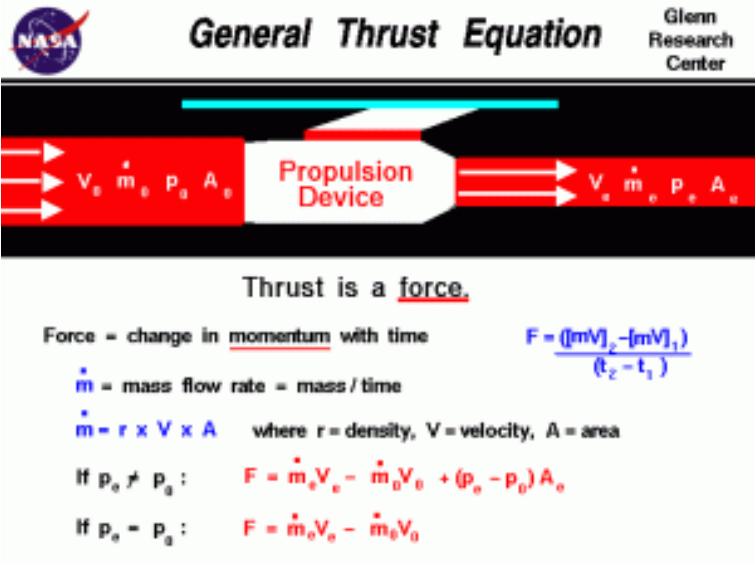 NASA
General Thrust Equation
Glenn
Research
Center
V₀ ṁ₀ p₀ A₀
Propulsion
Device
Vₑ ṁₑ pₑ Aₑ
Thrust is a force.
Force = change in momentum with time
F = ([mV]₂ – [mV]₁) / (t₂ – t₁)
ṁ = mass flow rate = mass / time
ṁ = r x V x A where r = density, V = velocity, A = area
If pₑ ≠ p₀ : F = ṁₑVₑ – ṁ₀V₀ + (pₑ – p₀) Aₑ
If pₑ = p₀ : F = ṁₑVₑ – ṁ₀V₀